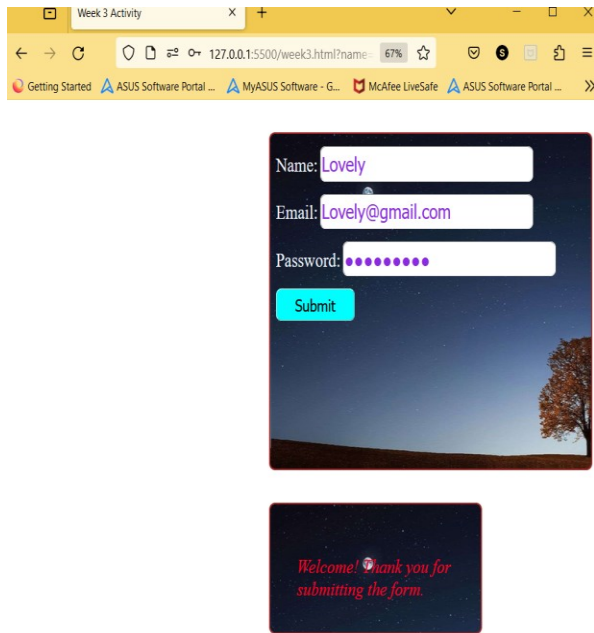 Week 3 Activity
127.0.0.1:5500/week3.html?name=
67%
S
Getting Started
ASUS Software Portal ...
MyASUS Software - G...
McAfee LiveSafe
ASUS Software Portal ...
Name: Lovely
Email: Lovely@gmail.com
Password: •••••••••
Submit
Welcome! Thank you for
submitting the form.